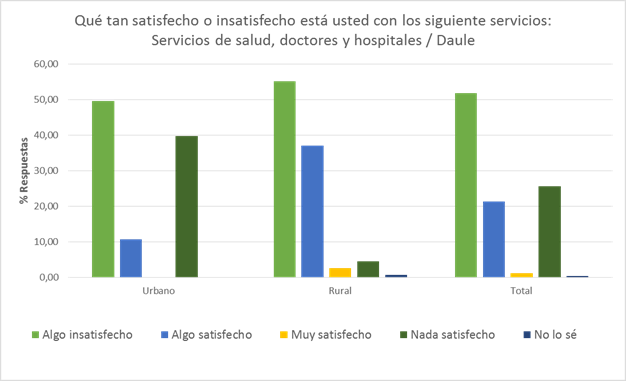 Qué tan satisfecho o insatisfecho está usted con los siguiente servicios:
Servicios de salud, doctores y hospitales / Daule
60,00
50,00
40,00
30,00
20,00
10,00
0,00
% Respuestas
Urbano Rural Total
Algo insatisfecho Algo satisfecho Muy satisfecho Nada satisfecho No lo sé